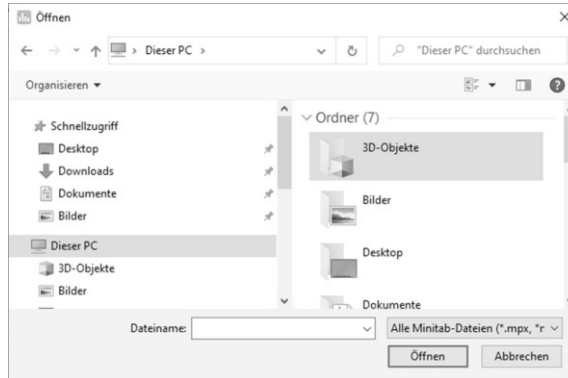 Öffnen
Dieser PC
"Dieser PC" durchsuchen
Organisieren
Schnellzugriff
Desktop
Downloads
Dokumente
Bilder
Dieser PC
3D-Objekte
Bilder
Ordner (7)
3D-Objekte
Bilder
Desktop
Dokumente
Dateiname:
Alle Minitab-Dateien (*.mpx, *r
Öffnen
Abbrechen